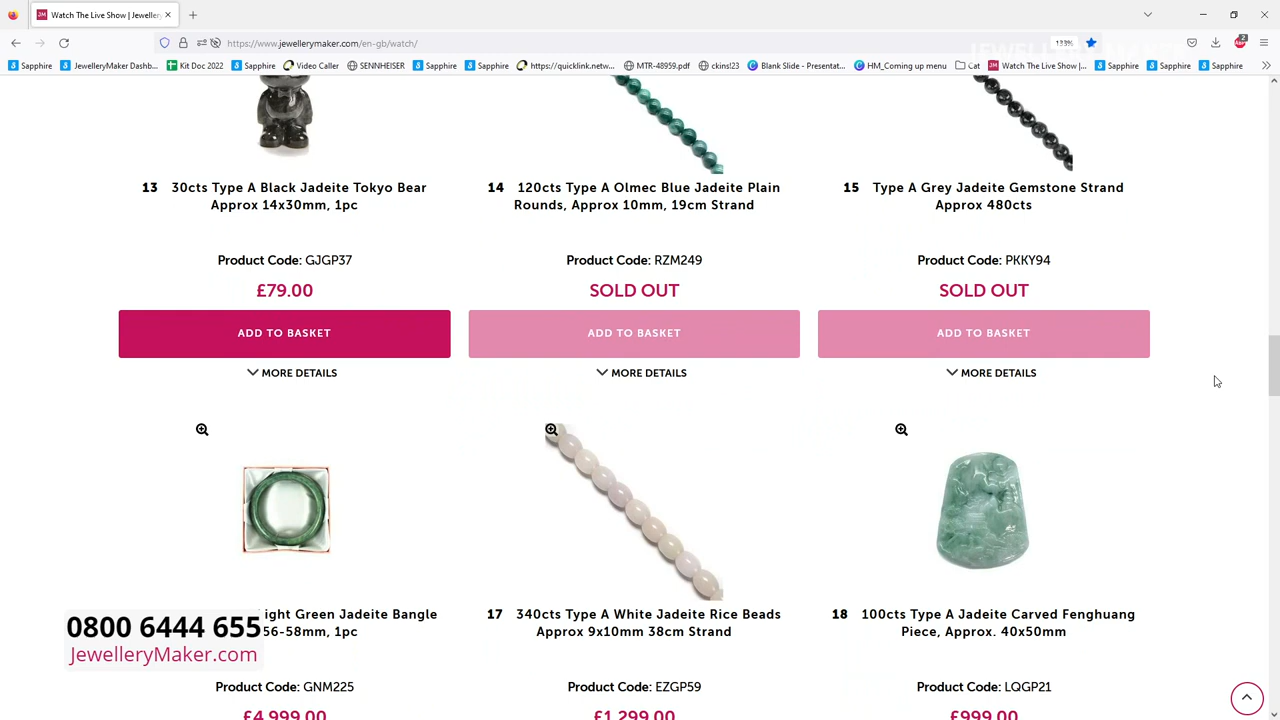 Watch The Live Show | Jeweller
https://www.jewellerymaker.com/en-gb/watch/
133%
2
Sapphire
JewelleryMaker Dashb...
Kit Doc 2022
Sapphire
Video Caller
SENNHEISER
Sapphire
Sapphire
https://quicklink.netw...
MTR-48959.pdf
ckins13
Blank Slide - Presentat...
HM_Coming up menu
Cat
Watch The Live Show |...
Sapphire
Sapphire
13 30cts Type A Black Jadeite Tokyo Bear
Approx 14x30mm, 1pc
Product Code: GJGP37
£79.00
ADD TO BASKET
MORE DETAILS
14 120cts Type A Olmec Blue Jadeite Plain
Rounds, Approx 10mm, 19cm Strand
Product Code: RZM249
SOLD OUT
ADD TO BASKET
MORE DETAILS
15 Type A Grey Jadeite Gemstone Strand
Approx 480cts
Product Code: PKKY94
SOLD OUT
ADD TO BASKET
MORE DETAILS
ight Green Jadeite Bangle
56-58mm, 1pc
Product Code: GNM225
£4,999.00
17 340cts Type A White Jadeite Rice Beads
Approx 9x10mm 38cm Strand
Product Code: EZGP59
£1,299.00
18 100cts Type A Jadeite Carved Fenghuang
Piece, Approx. 40x50mm
Product Code: LQGP21
£999.00
0800 6444 655
JewelleryMaker.com